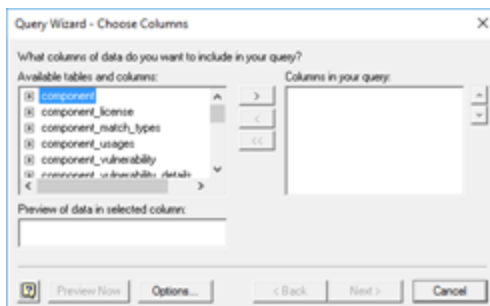 Query Wizard - Choose Columns
What columns of data do you want to include in your query?
Available tables and columns:
Columns in your query:
component
component_license
component_match_types
component_usages
component_vulnerability
component_vulnerability_details
>
<
<<
Preview of data in selected column:
?
Preview Now
Options...
< Back
Next >
Cancel